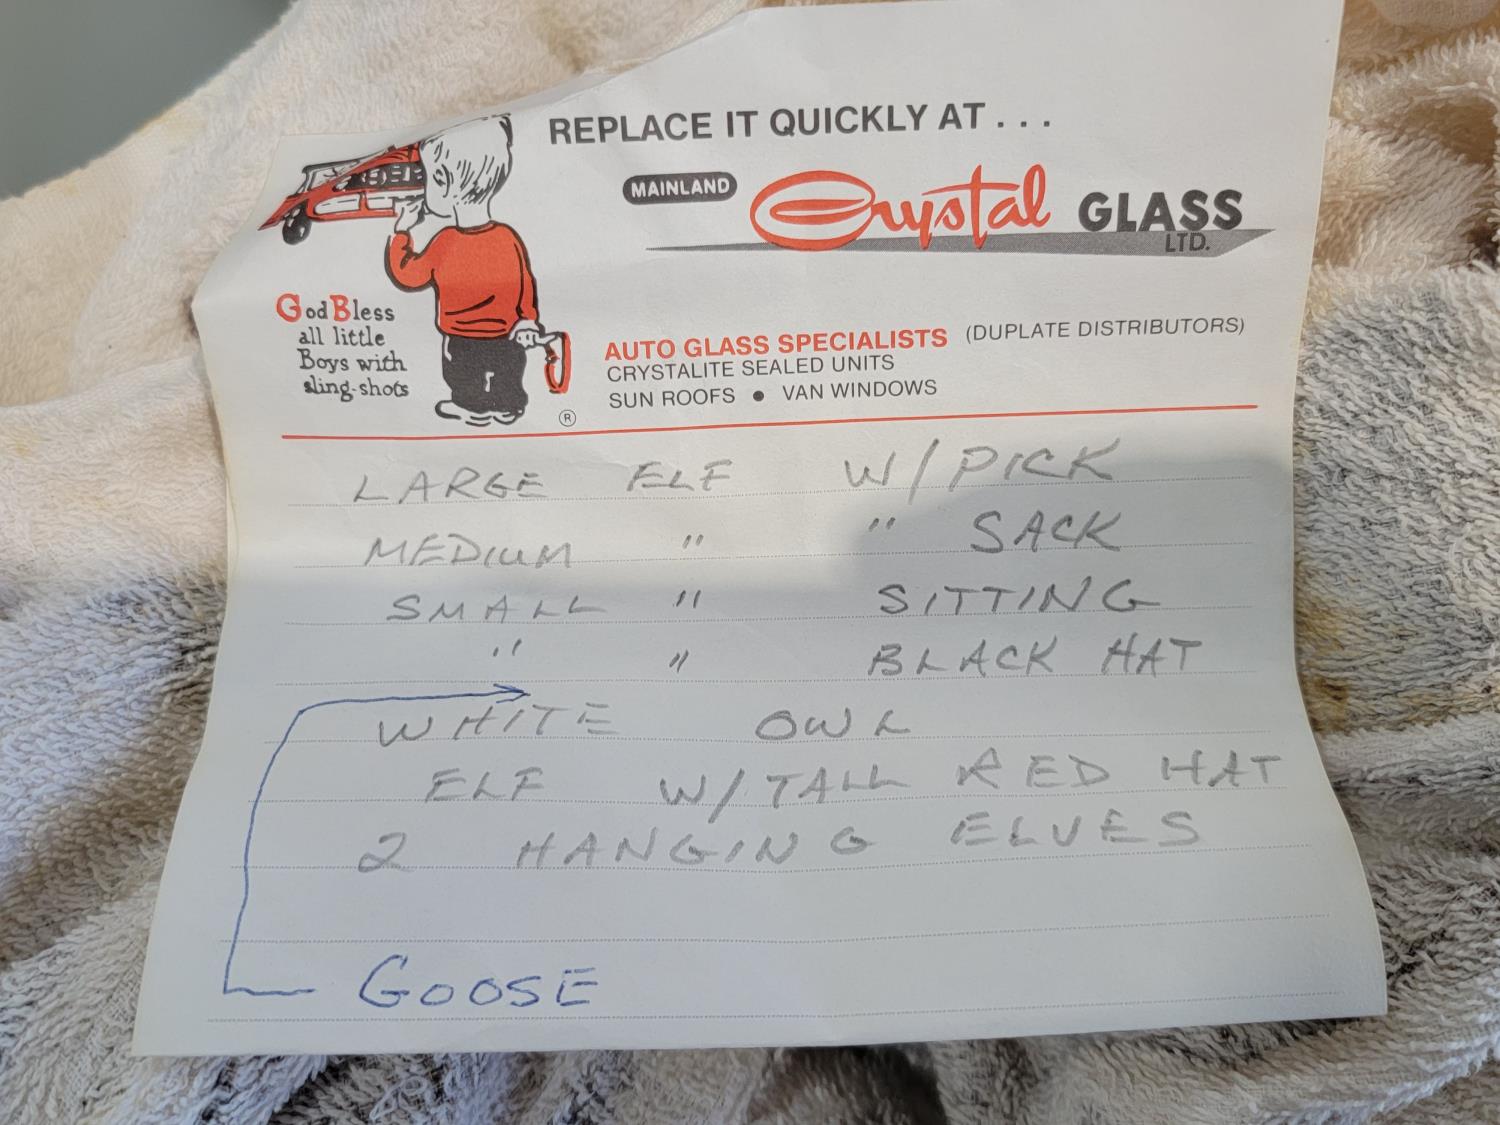 REPLACE IT QUICKLY AT . . .
MAINLAND Crystal GLASS LTD.
God Bless
all little
Boys with
sling-shots
®
AUTO GLASS SPECIALISTS (DUPLATE DISTRIBUTORS)
CRYSTALITE SEALED UNITS
SUN ROOFS ● VAN WINDOWS
LARGE ELF W/PICK
MEDIUM " " SACK
SMALL " SITTING
" " BLACK HAT
WHITE OWL
ELF W/TALL RED HAT
2 HANGING ELVES
GOOSE